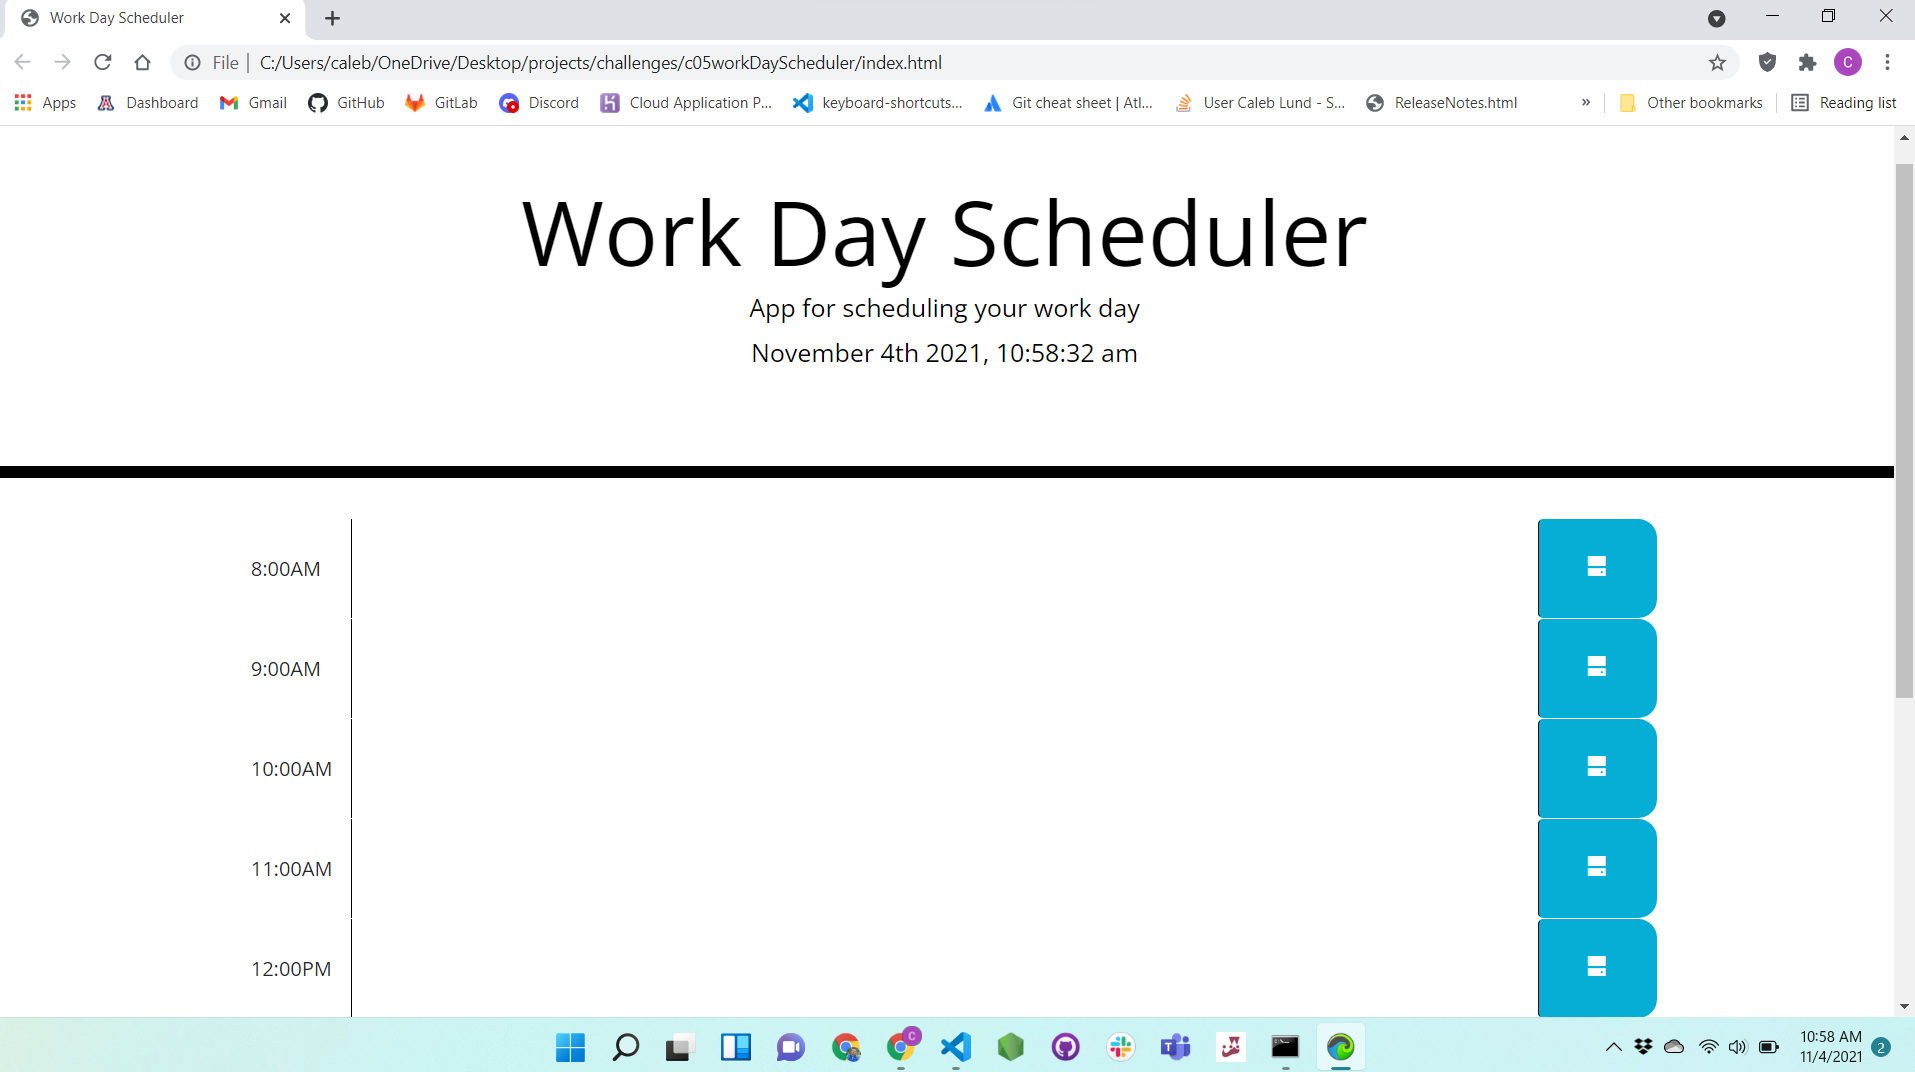 Work Day Scheduler
File | C:/Users/caleb/OneDrive/Desktop/projects/challenges/c05workDayScheduler/index.html
C
Apps Dashboard Gmail GitHub GitLab Discord Cloud Application P... keyboard-shortcuts... Git cheat sheet | Atl... User Caleb Lund - S... ReleaseNotes.html » Other bookmarks Reading list
Work Day Scheduler
App for scheduling your work day
November 4th 2021, 10:58:32 am
8:00AM
9:00AM
10:00AM
11:00AM
12:00PM
C
10:58 AM
11/4/2021
2